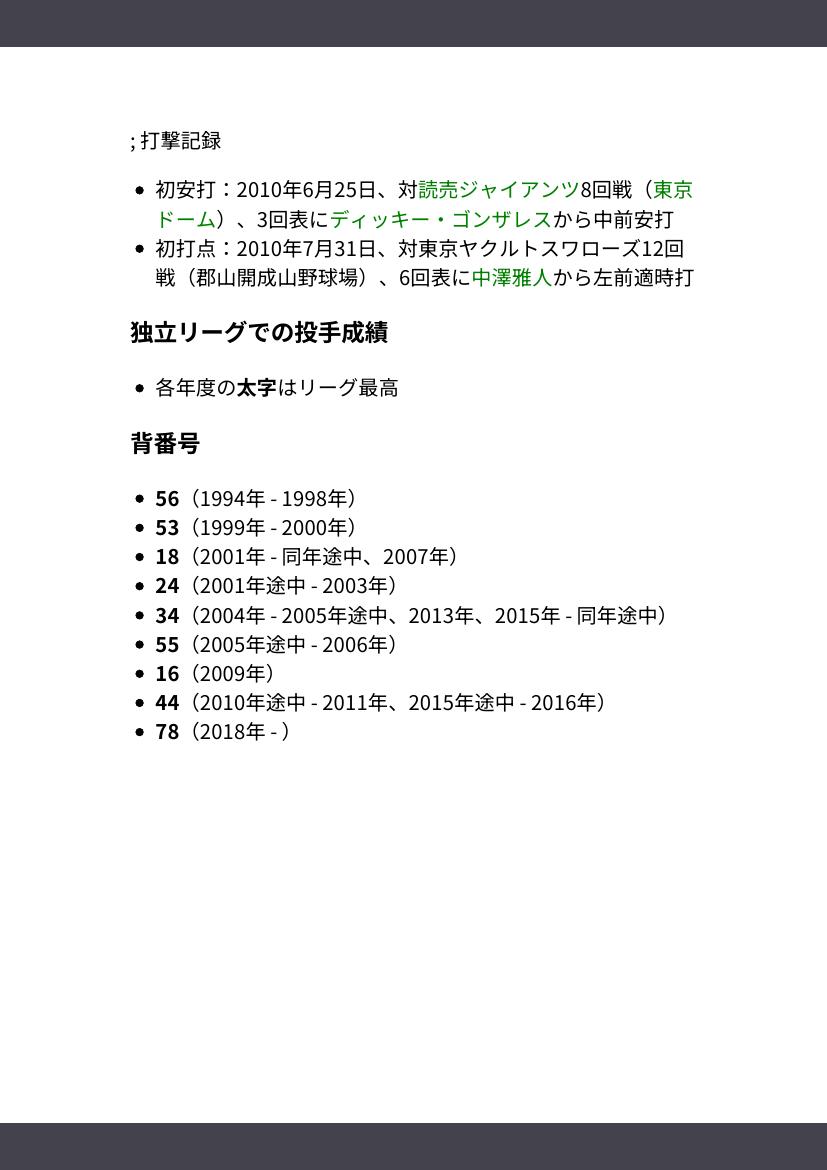 ; 打撃記録
• 初安打：2010年6月25日、対読売ジャイアンツ8回戦（東京
ドーム）、3回表にディッキー・ゴンザレスから中前安打
• 初打点：2010年7月31日、対東京ヤクルトスワローズ12回
戦（郡山開成山野球場）、6回表に中澤雅人から左前適時打
独立リーグでの投手成績
• 各年度の太字はリーグ最高
背番号
• 56（1994年 - 1998年）
• 53（1999年 - 2000年）
• 18（2001年 - 同年途中、2007年）
• 24（2001年途中 - 2003年）
• 34（2004年 - 2005年途中、2013年、2015年 - 同年途中）
• 55（2005年途中 - 2006年）
• 16（2009年）
• 44（2010年途中 - 2011年、2015年途中 - 2016年）
• 78（2018年 - ）